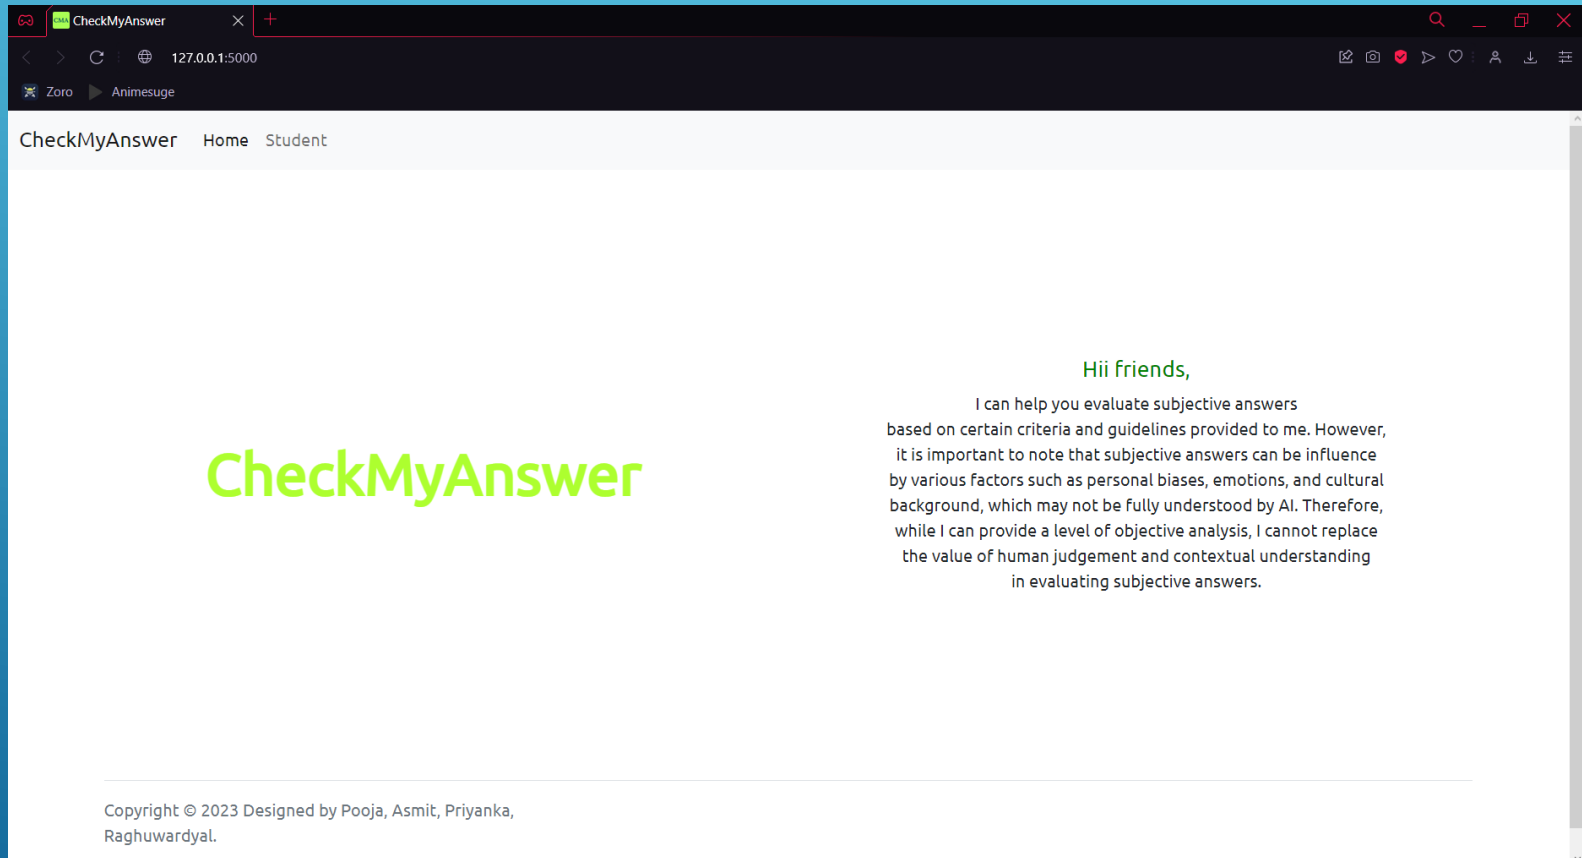 CMA CheckMyAnswer
127.0.0.1:5000
Zoro Animesuge
CheckMyAnswer Home Student
CheckMyAnswer
Hii friends,
I can help you evaluate subjective answers
based on certain criteria and guidelines provided to me. However,
it is important to note that subjective answers can be influence
by various factors such as personal biases, emotions, and cultural
background, which may not be fully understood by AI. Therefore,
while I can provide a level of objective analysis, I cannot replace
the value of human judgement and contextual understanding
in evaluating subjective answers.
Copyright © 2023 Designed by Pooja, Asmit, Priyanka,
Raghuwardyal.